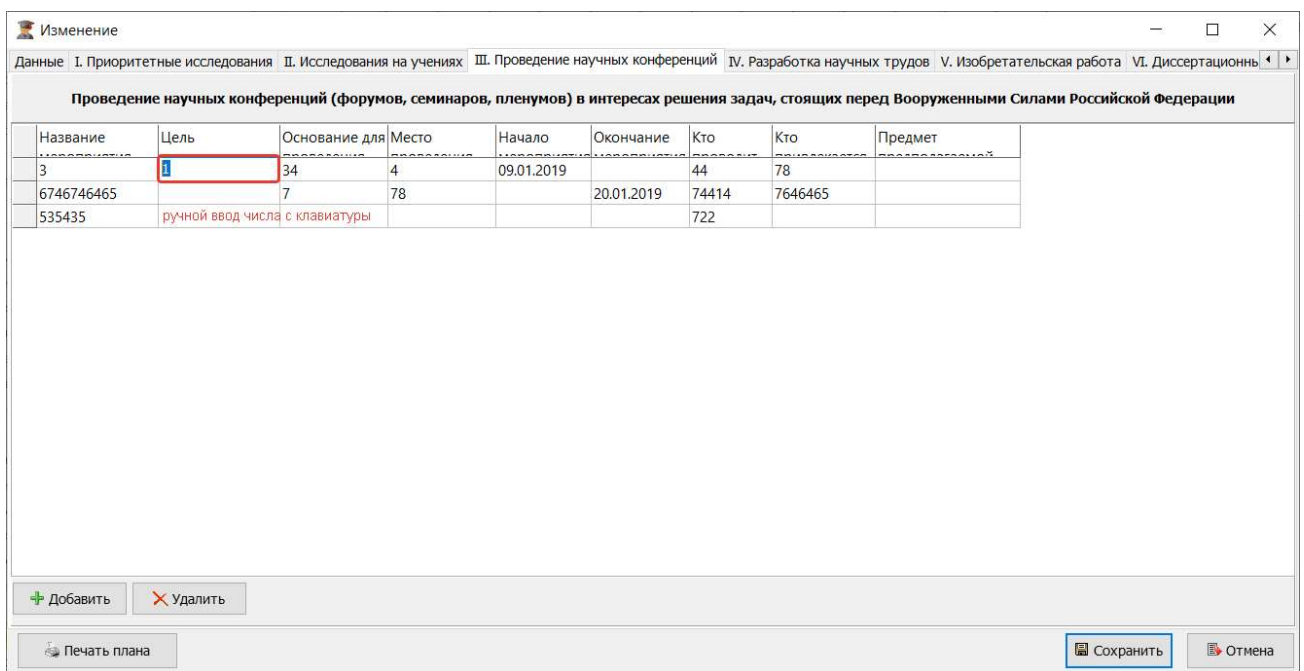 Изменение
Данные I. Приоритетные исследования II. Исследования на учениях III. Проведение научных конференций IV. Разработка научных трудов V. Изобретательская работа VI. Диссертационнь
Проведение научных конференций (форумов, семинаров, пленумов) в интересах решения задач, стоящих перед Вооруженными Силами Российской Федерации
Название Цель Основание для Место Начало Окончание Кто Кто Предмет
3 1 34 4 09.01.2019 44 78
6746746465 7 78 20.01.2019 74414 7646465
535435 ручной ввод числа с клавиатуры 722
Добавить Удалить
Печать плана Сохранить Отмена